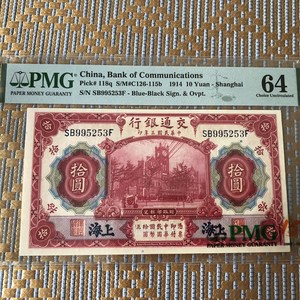 PMG
PAPER MONEY GUARANTY
China, Bank of Communications
Pick# 118q S/M#C126-115b 1914 10 Yuan - Shanghai
S/N SB995253F - Blue-Black Sign. & Ovpt.
64
Choice Uncirculated
行銀通交
SB995253F SB995253F
拾 拾
圓 圓
海上 海上
PMG